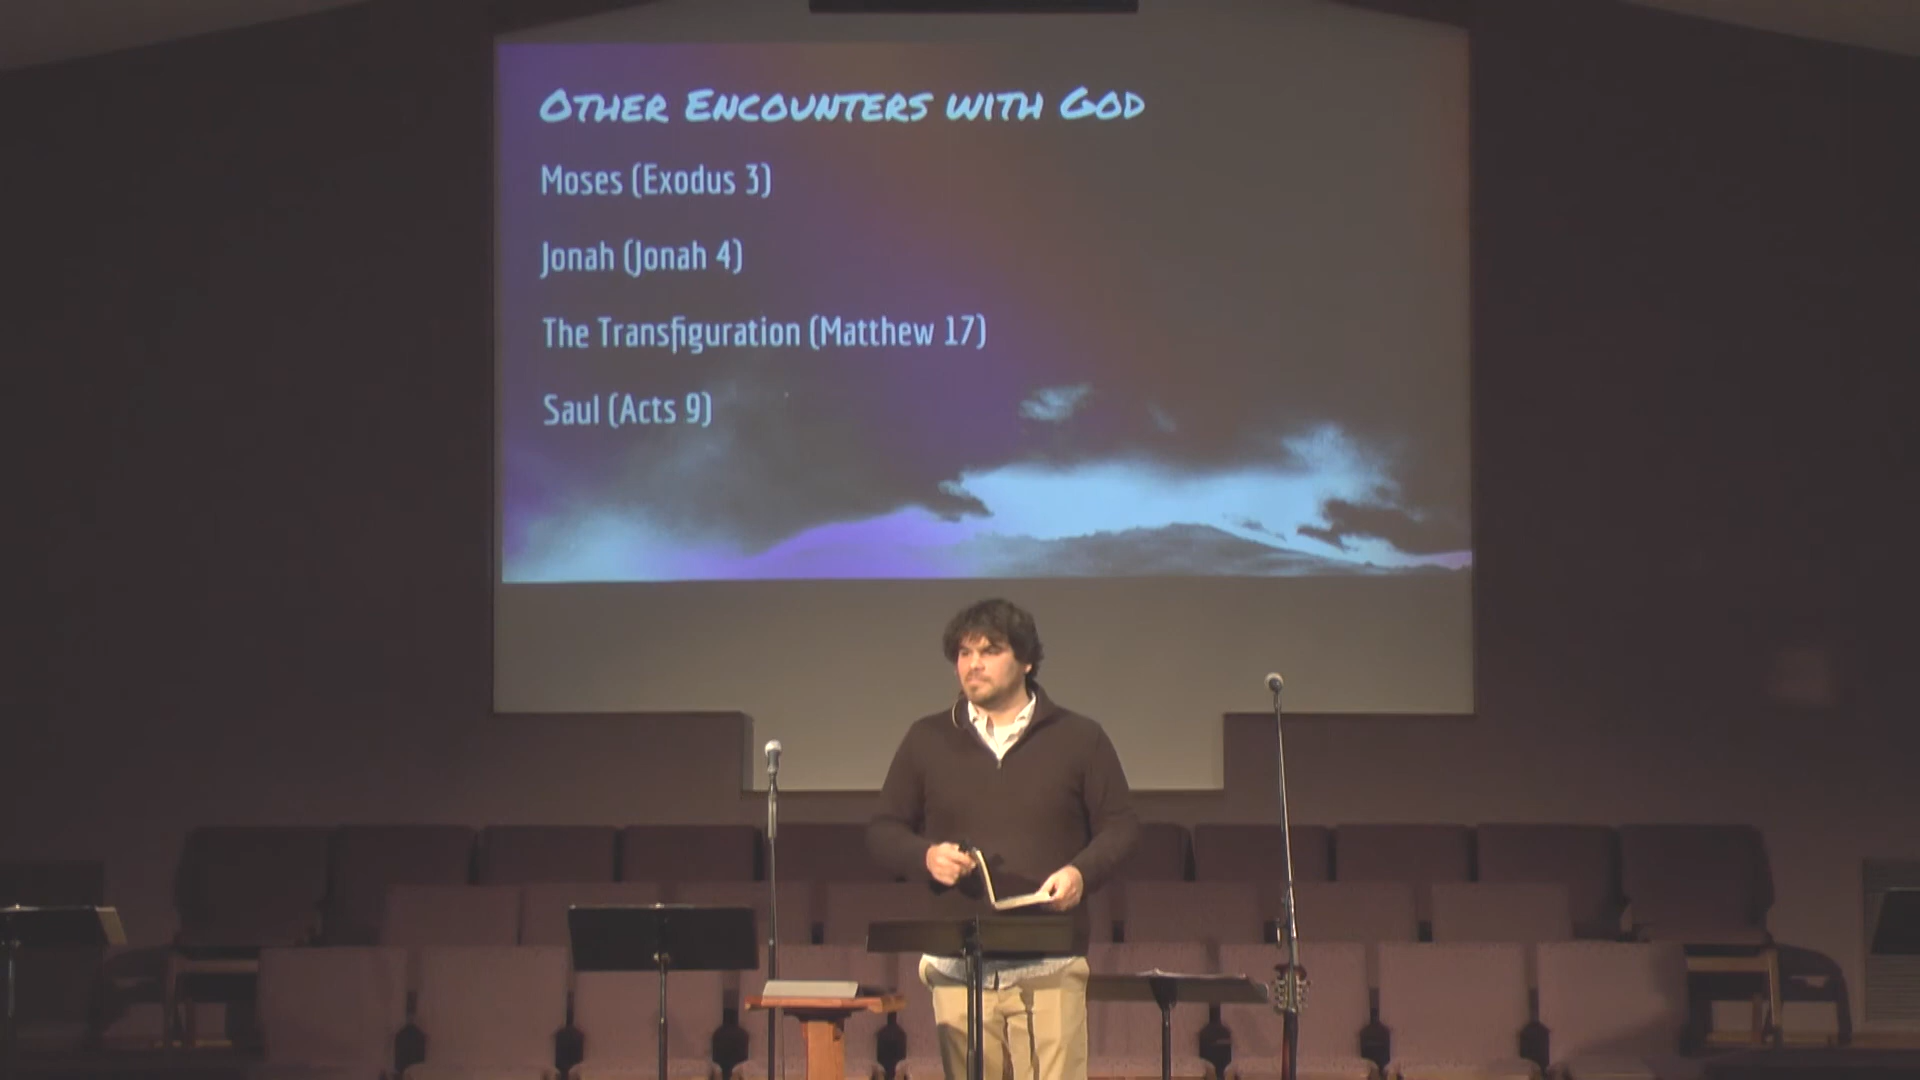 Other Encounters with God
Moses (Exodus 3)
Jonah (Jonah 4)
The Transfiguration (Matthew 17)
Saul (Acts 9)